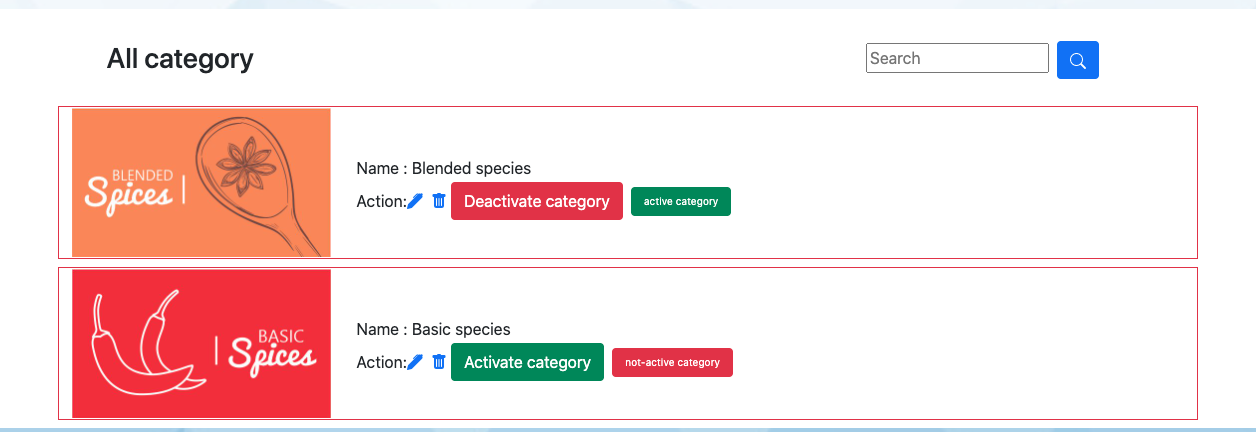 All category
Search
BLENDED
Spices
Name : Blended species
Action: Deactivate category active category
BASIC
Spices
Name : Basic species
Action: Activate category not-active category